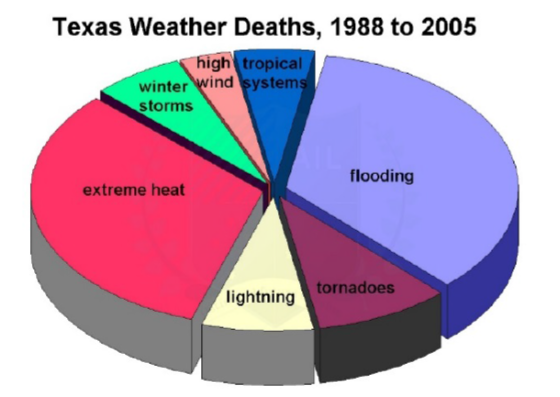 Texas Weather Deaths, 1988 to 2005
high
wind
tropical
systems
winter
storms
flooding
extreme heat
tornadoes
lightning